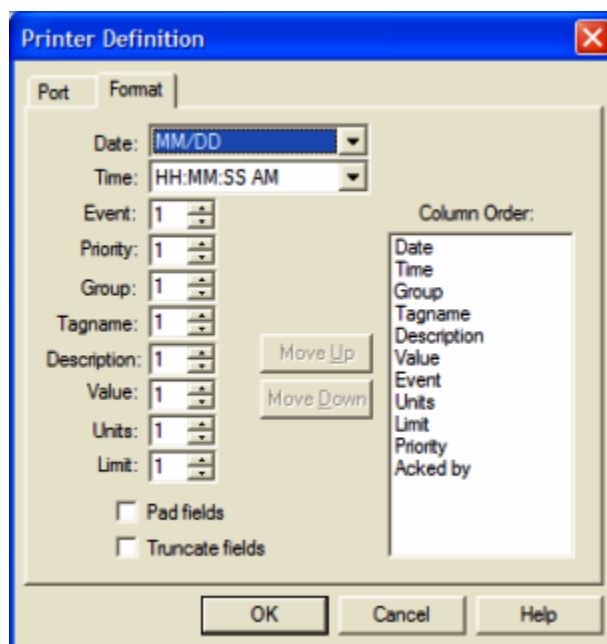 Printer Definition
Port Format
Date: MM/DD
Time: HH:MM:SS AM
Event: 1
Priority: 1
Group: 1
Tagname: 1
Description: 1
Value: 1
Units: 1
Limit: 1
Pad fields
Truncate fields
Move Up
Move Down
Column Order:
Date
Time
Group
Tagname
Description
Value
Event
Units
Limit
Priority
Acked by
OK Cancel Help